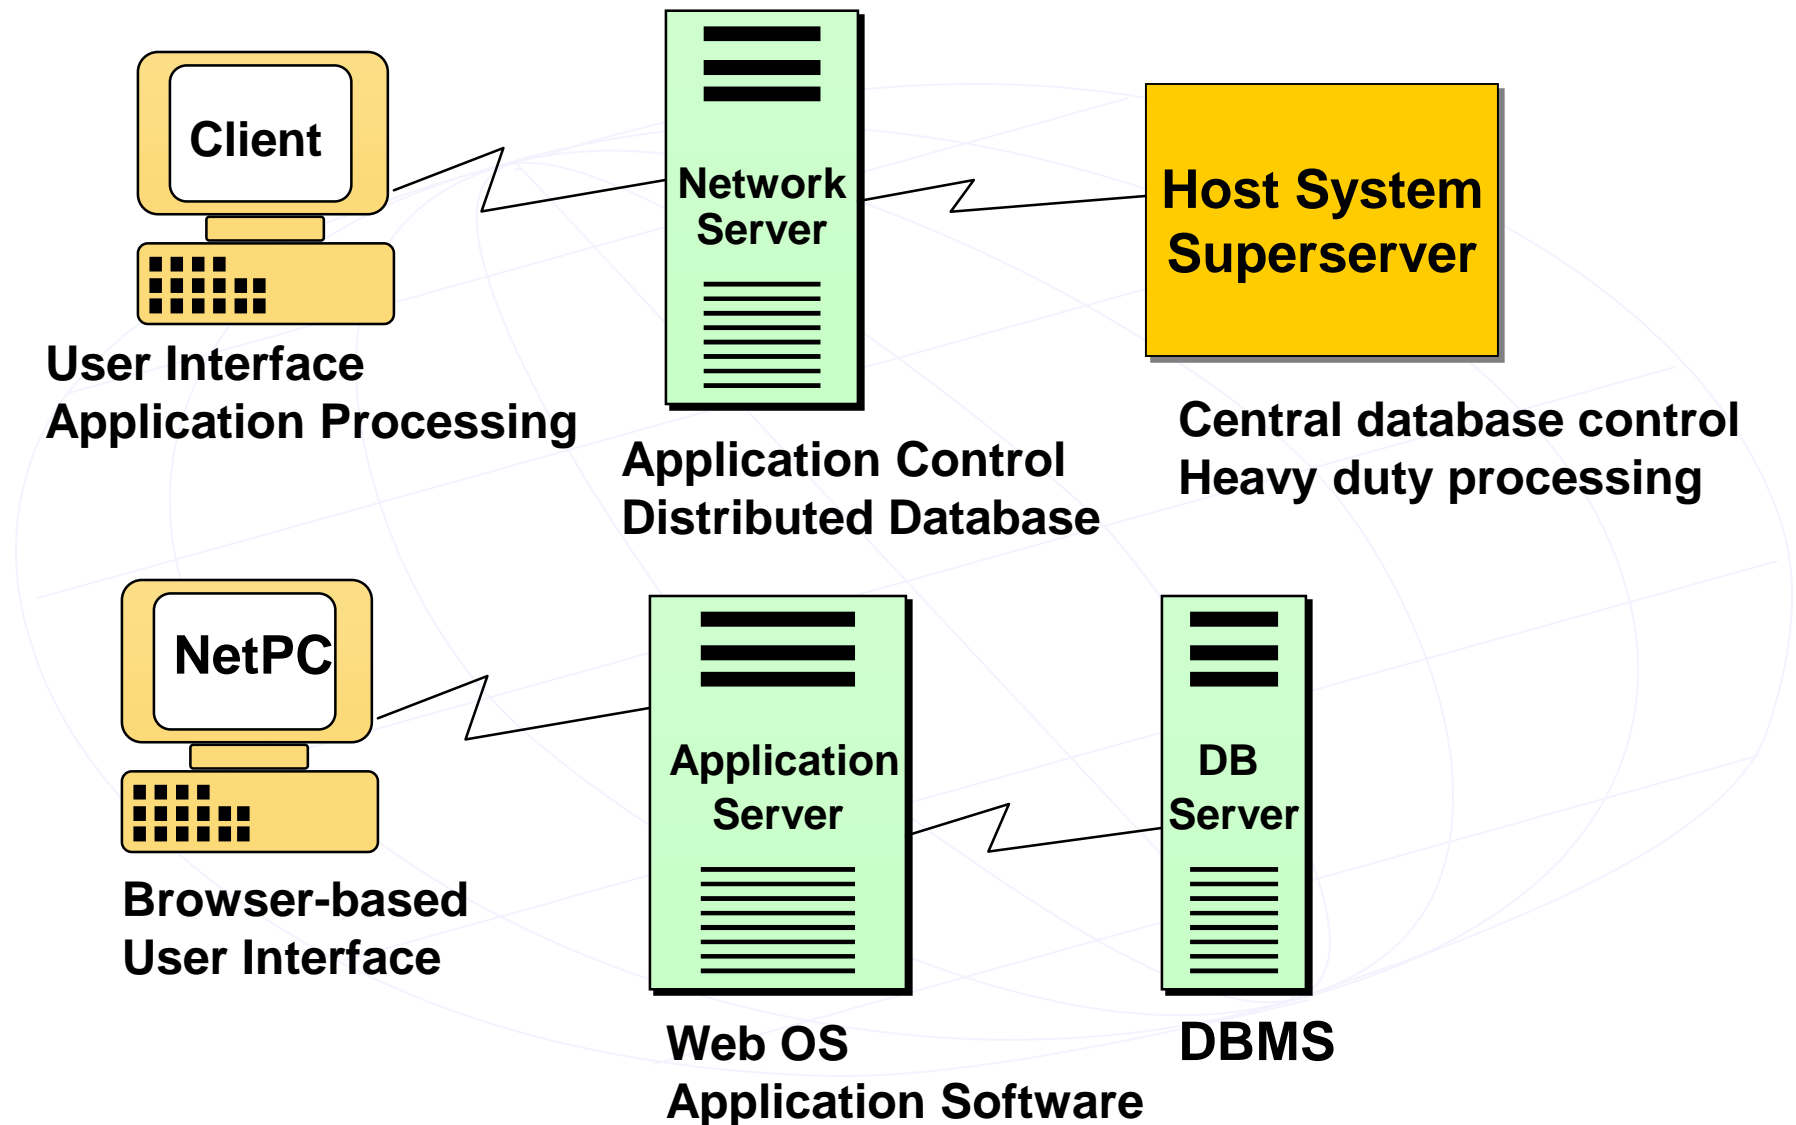 Client
Network
Server
Host System
Superserver
User Interface
Application Processing
Application Control
Distributed Database
Central database control
Heavy duty processing
NetPC
Application
Server
DB
Server
Browser-based
User Interface
Web OS
Application Software
DBMS